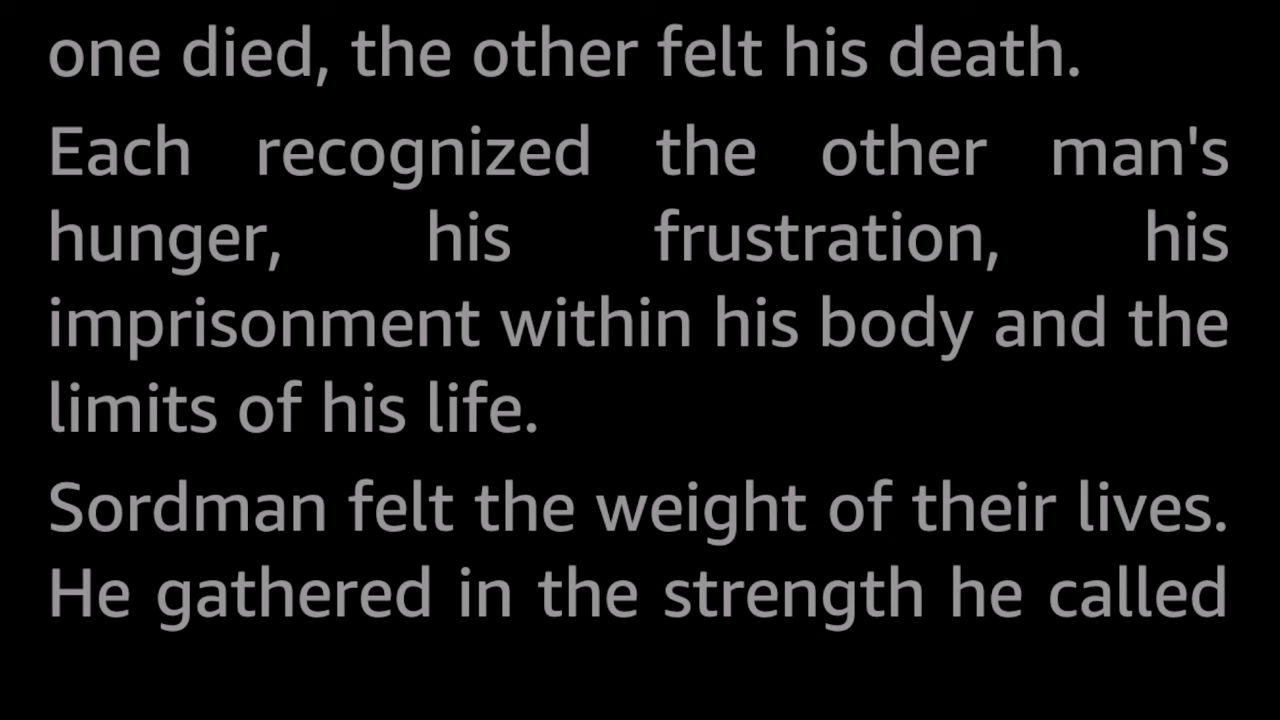 one died, the other felt his death.
Each recognized the other man's
hunger, his frustration, his
imprisonment within his body and the
limits of his life.
Sordman felt the weight of their lives.
He gathered in the strength he called